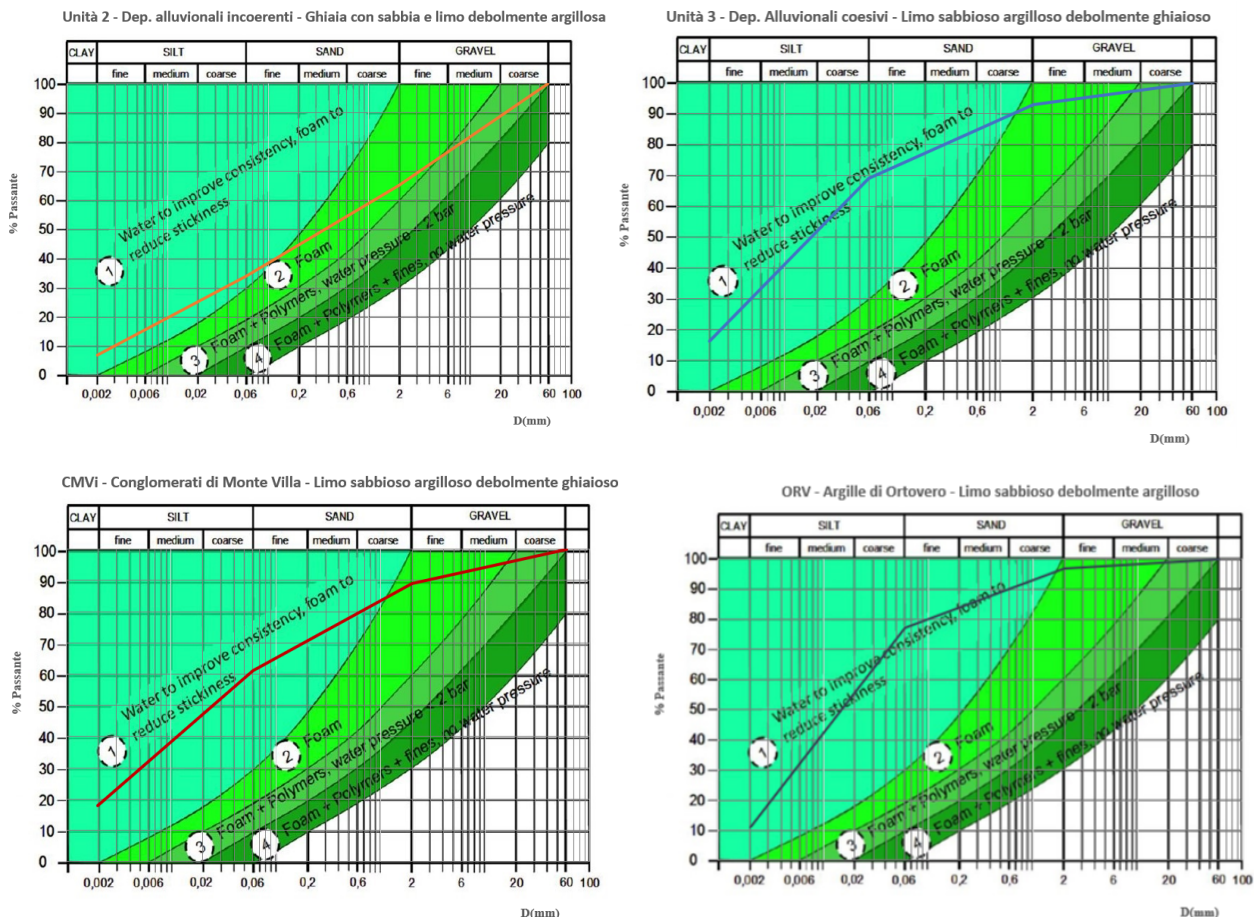 Unità 2 - Dep. alluvionali incoerenti - Ghiaia con sabbia e limo debolmente argillosa
CLAY SILT SAND GRAVEL
fine medium coarse fine medium coarse fine medium coarse
100
90
80
70
60
50
40
30
20
10
0
% Passante
Water to improve consistency, foam to
reduce stickiness
1
2 Foam
3 Foam + Polymers, water pressure ~ 2 bar
4 Foam + Polymers + fines, no water pressure
0,002 0,006 0,02 0,06 0,2 0,6 2 6 20 60 100
D(mm)
Unità 3 - Dep. Alluvionali coesivi - Limo sabbioso argilloso debolmente ghiaioso
CLAY SILT SAND GRAVEL
fine medium coarse fine medium coarse fine medium coarse
100
90
80
70
60
50
40
30
20
10
0
% Passante
Water to improve consistency, foam to
reduce stickiness
1
2 Foam
3 Foam + Polymers, water pressure ~ 2 bar
4 Foam + Polymers + fines, no water pressure
0,002 0,006 0,02 0,06 0,2 0,6 2 6 20 60 100
D(mm)
CMVi - Conglomerati di Monte Villa - Limo sabbioso argilloso debolmente ghiaioso
CLAY SILT SAND GRAVEL
fine medium coarse fine medium coarse fine medium coarse
100
90
80
70
60
50
40
30
20
10
0
% Passante
Water to improve consistency, foam to
reduce stickiness
1
2 Foam
3 Foam + Polymers, water pressure ~ 2 bar
4 Foam + Polymers + fines, no water pressure
0,002 0,006 0,02 0,06 0,2 0,6 2 6 20 60 100
D(mm)
ORV - Argille di Ortovero - Limo sabbioso debolmente argilloso
CLAY SILT SAND GRAVEL
fine medium coarse fine medium coarse fine medium coarse
100
90
80
70
60
50
40
30
20
10
0
% Passante
Water to improve consistency, foam to
reduce stickiness
1
2 Foam
3 Foam + Polymers, water pressure ~ 2 bar
4 Foam + Polymers + fines, no water pressure
0,002 0,006 0,02 0,06 0,2 0,6 2 6 20 60 100
D(mm)